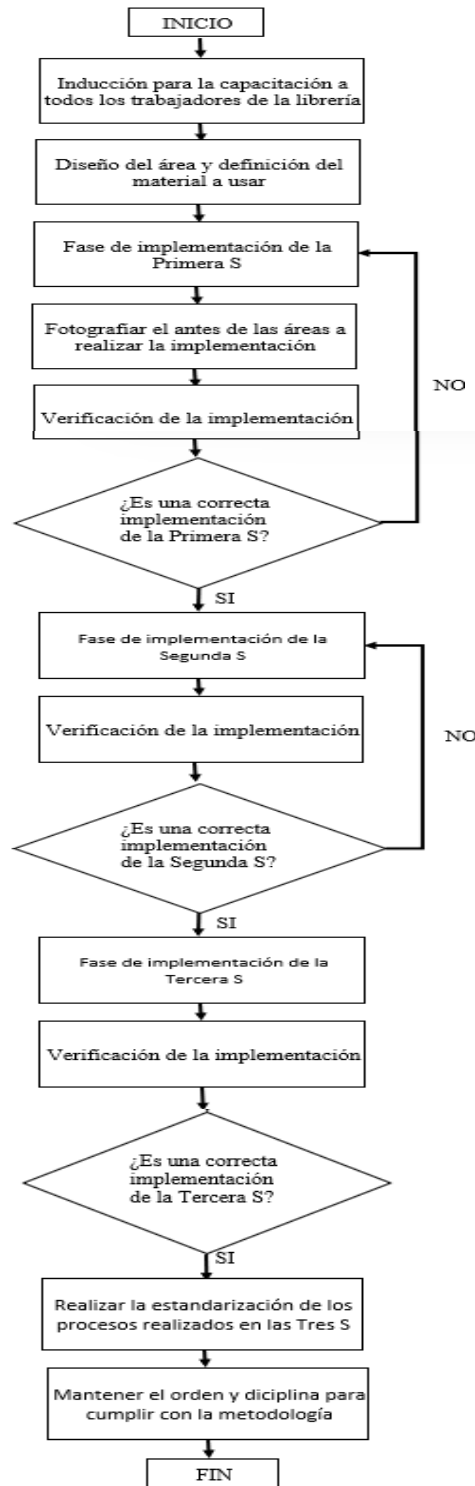 INICIO
Inducción para la capacitación a
todos los trabajadores de la librería
Diseño del área y definición del
material a usar
Fase de implementación de la
Primera S
Fotografiar el antes de las áreas a
realizar la implementación
NO
Verificación de la implementación
¿Es una correcta
implementación
de la Primera S?
SI
Fase de implementación de la
Segunda S
Verificación de la implementación
NO
¿Es una correcta
implementación
de la Segunda S?
SI
Fase de implementación de la
Tercera S
Verificación de la implementación
¿Es una correcta
implementación
de la Tercera S?
SI
Realizar la estandarización de los
procesos realizados en las Tres S
Mantener el orden y diciplina para
cumplir con la metodología
FIN